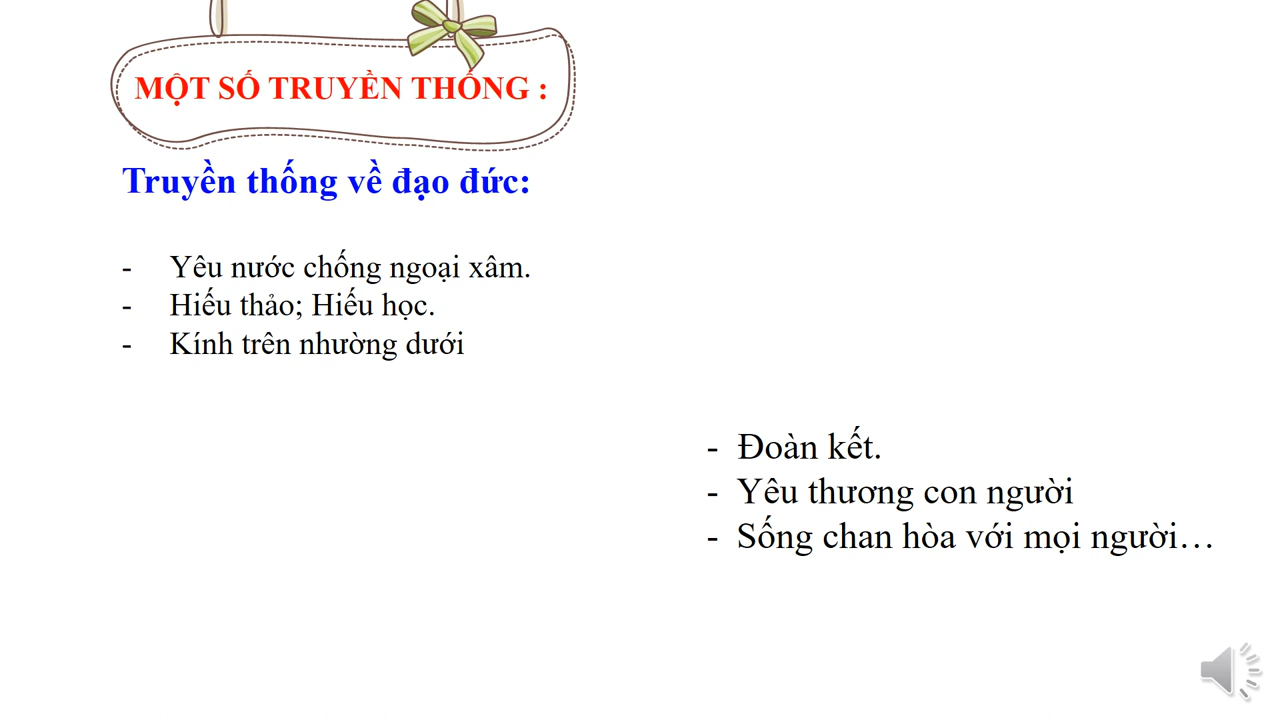 MỘT SỐ TRUYỀN THỐNG :
Truyền thống về đạo đức:
- Yêu nước chống ngoại xâm.
- Hiếu thảo; Hiếu học.
- Kính trên nhường dưới
- Đoàn kết.
- Yêu thương con người
- Sống chan hòa với mọi người…